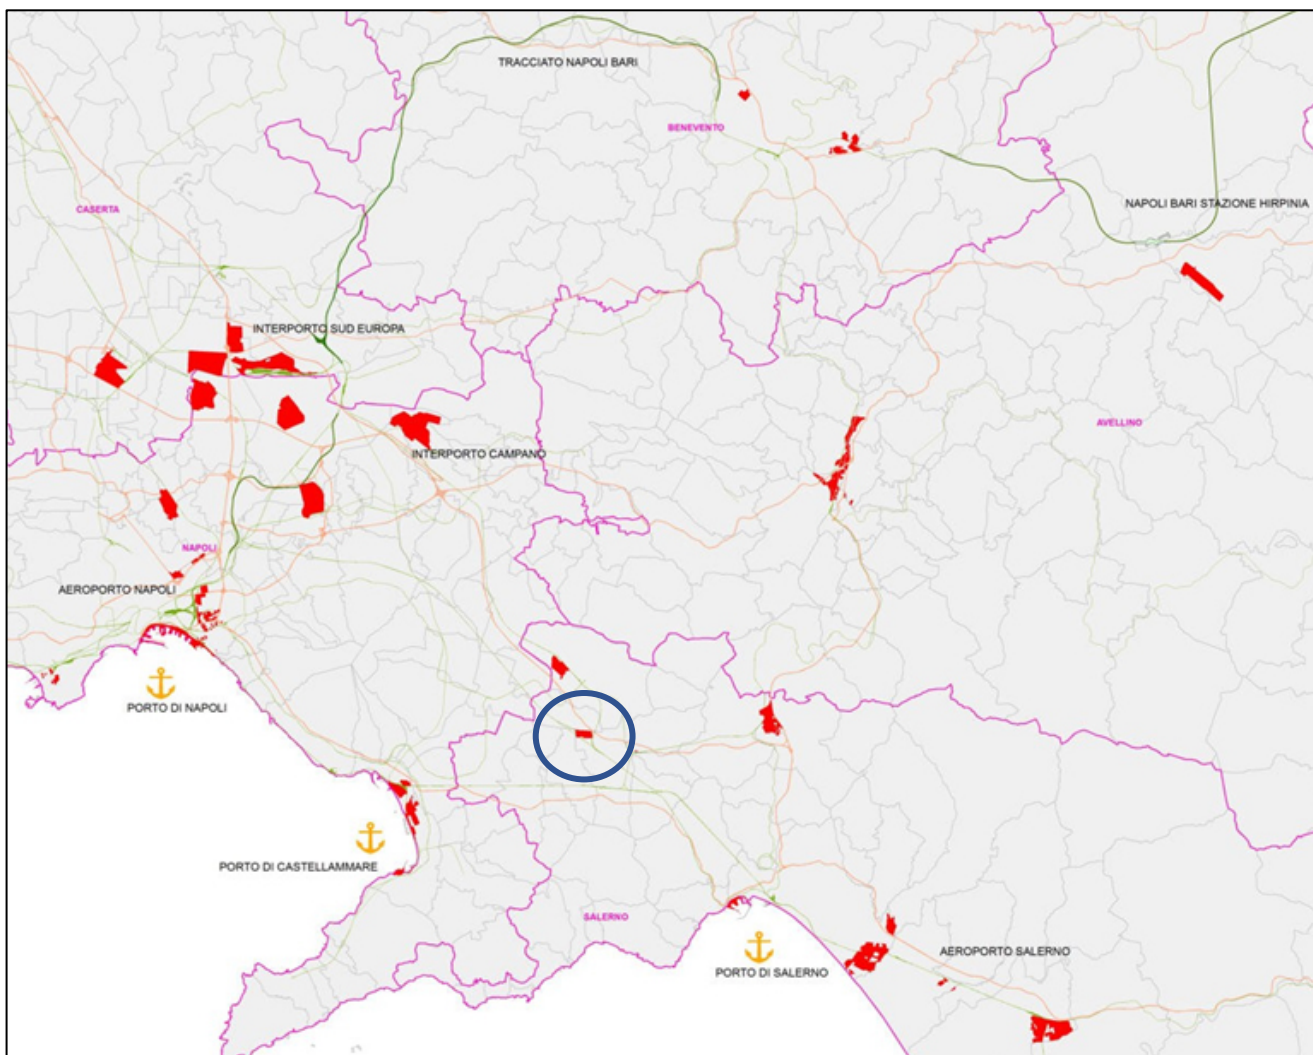 TRACCIATO NAPOLI BARI
BENEVENTO
CASERTA
NAPOLI BARI STAZIONE HIRPINIA
INTERPORTO SUD EUROPA
AVELLINO
INTERPORTO CAMPANO
NAPOLI
AEROPORTO NAPOLI
PORTO DI NAPOLI
PORTO DI CASTELLAMMARE
SALERNO
AEROPORTO SALERNO
PORTO DI SALERNO